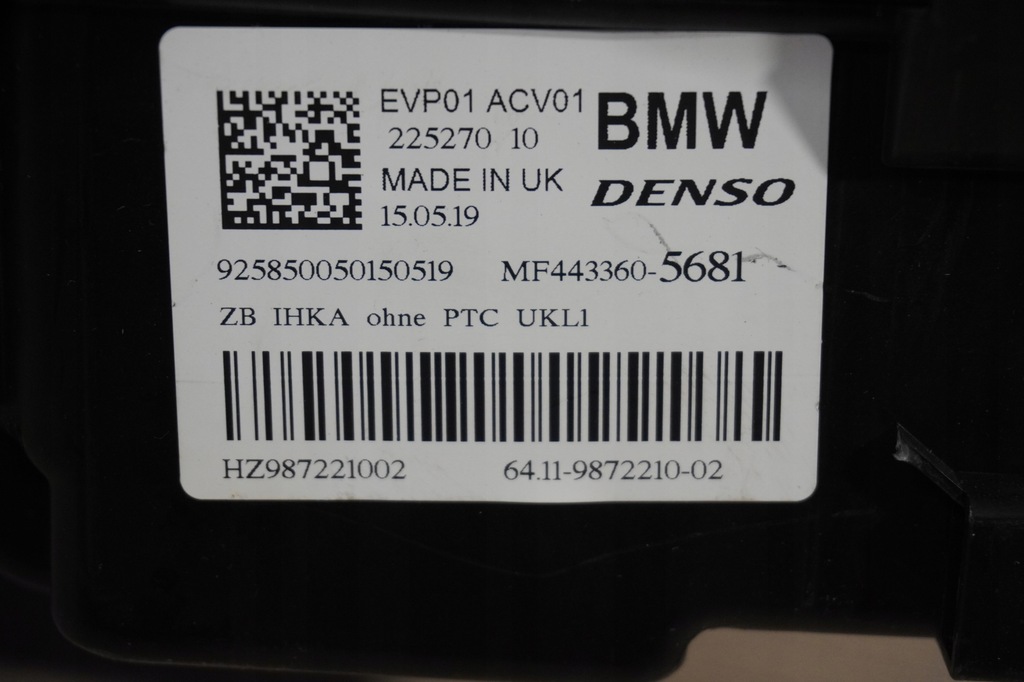 EVP01 ACV01
BMW
225270 10
MADE IN UK
DENSO
15.05.19
925850050150519 MF443360-5681
ZB IHKA ohne PTC UKL1
HZ987221002 64.11-9872210-02